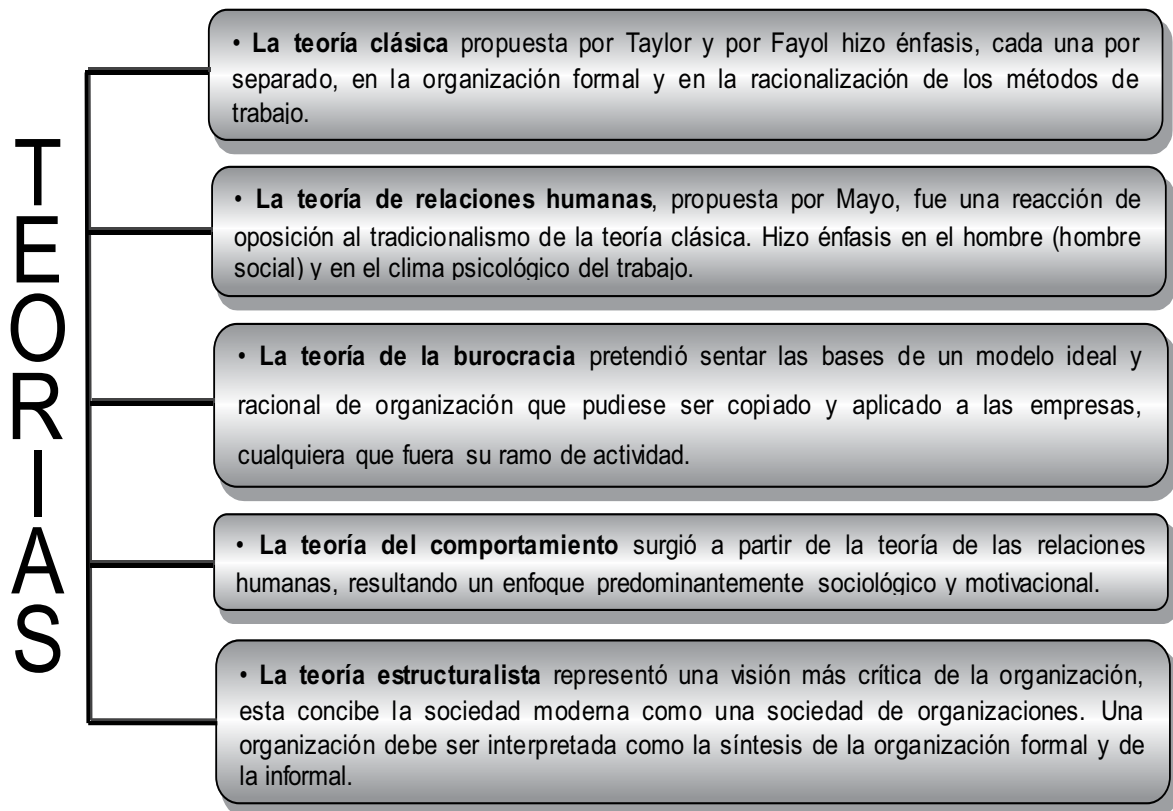 TEORIAS
• La teoría clásica propuesta por Taylor y por Fayol hizo énfasis, cada una por
separado, en la organización formal y en la racionalización de los métodos de
trabajo.
• La teoría de relaciones humanas, propuesta por Mayo, fue una reacción de
oposición al tradicionalismo de la teoría clásica. Hizo énfasis en el hombre (hombre
social) y en el clima psicológico del trabajo.
• La teoría de la burocracia pretendió sentar las bases de un modelo ideal y
racional de organización que pudiese ser copiado y aplicado a las empresas,
cualquiera que fuera su ramo de actividad.
• La teoría del comportamiento surgió a partir de la teoría de las relaciones
humanas, resultando un enfoque predominantemente sociológico y motivacional.
• La teoría estructuralista representó una visión más crítica de la organización,
esta concibe la sociedad moderna como una sociedad de organizaciones. Una
organización debe ser interpretada como la síntesis de la organización formal y de
la informal.